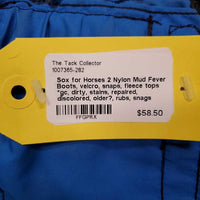 The Tack Collector
1007365-282
Sox for Horses 2 Nylon Mud Fever
Boots, velcro, snaps, fleece tops
*gc, dirty, stains, repaired,
discolored, older?, rubs, snags
FFGPRX
$58.50